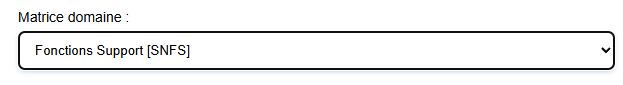 Matrice domaine :
Fonctions Support [SNFS]